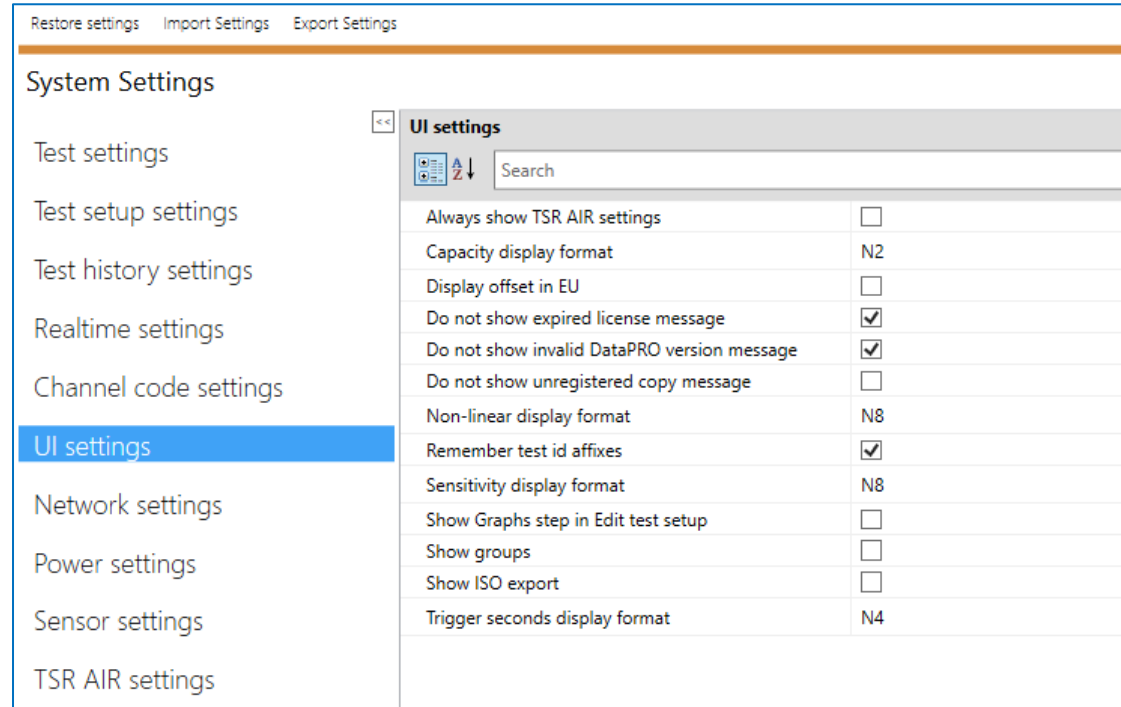 Restore settings Import Settings Export Settings
System Settings
<<
Test settings
Test setup settings
Test history settings
Realtime settings
Channel code settings
UI settings
Network settings
Power settings
Sensor settings
TSR AIR settings
UI settings
A
Z
Search
Always show TSR AIR settings
Capacity display format N2
Display offset in EU
Do not show expired license message
Do not show invalid DataPRO version message
Do not show unregistered copy message
Non-linear display format N8
Remember test id affixes
Sensitivity display format N8
Show Graphs step in Edit test setup
Show groups
Show ISO export
Trigger seconds display format N4